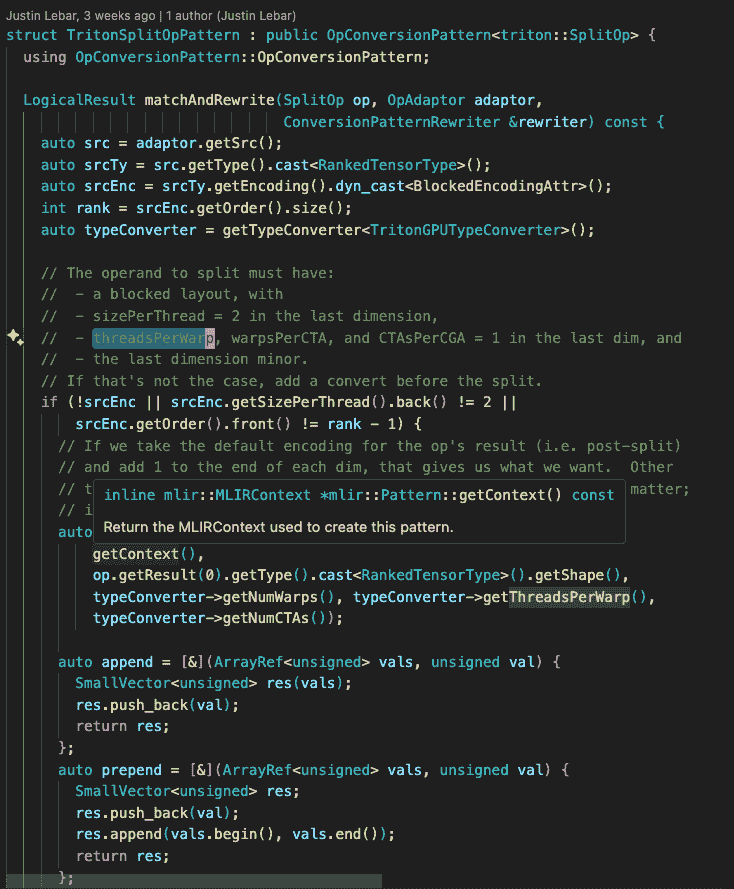 Justin Lebar, 3 weeks ago | 1 author (Justin Lebar)
struct TritonSplitOpPattern : public OpConversionPattern<triton::SplitOp> {
  using OpConversionPattern::OpConversionPattern;

  LogicalResult matchAndRewrite(SplitOp op, OpAdaptor adaptor,
                                ConversionPatternRewriter &rewriter) const {
    auto src = adaptor.getSrc();
    auto srcTy = src.getType().cast<RankedTensorType>();
    auto srcEnc = srcTy.getEncoding().dyn_cast<BlockedEncodingAttr>();
    int rank = srcEnc.getOrder().size();
    auto typeConverter = getTypeConverter<TritonGPUTypeConverter>();

    // The operand to split must have:
    //  - a blocked layout, with
    //  - sizePerThread = 2 in the last dimension,
    //  - threadsPerWarp, warpsPerCTA, and CTAsPerCGA = 1 in the last dim, and
    //  - the last dimension minor.
    // If that's not the case, add a convert before the split.
    if (!srcEnc || srcEnc.getSizePerThread().back() != 2 ||
        srcEnc.getOrder().front() != rank - 1) {
      // If we take the default encoding for the op's result (i.e. post-split)
      // and add 1 to the end of each dim, that gives us what we want.  Other
      // t
inline mlir::MLIRContext *mlir::Pattern::getContext() const
matter;
      // i
Return the MLIRContext used to create this pattern.
      auto
          getContext(),
          op.getResult(0).getType().cast<RankedTensorType>().getShape(),
          typeConverter->getNumWarps(), typeConverter->getThreadsPerWarp(),
          typeConverter->getNumCTAs());

      auto append = [&](ArrayRef<unsigned> vals, unsigned val) {
        SmallVector<unsigned> res(vals);
        res.push_back(val);
        return res;
      };
      auto prepend = [&](ArrayRef<unsigned> vals, unsigned val) {
        SmallVector<unsigned> res;
        res.push_back(val);
        res.append(vals.begin(), vals.end());
        return res;
      };